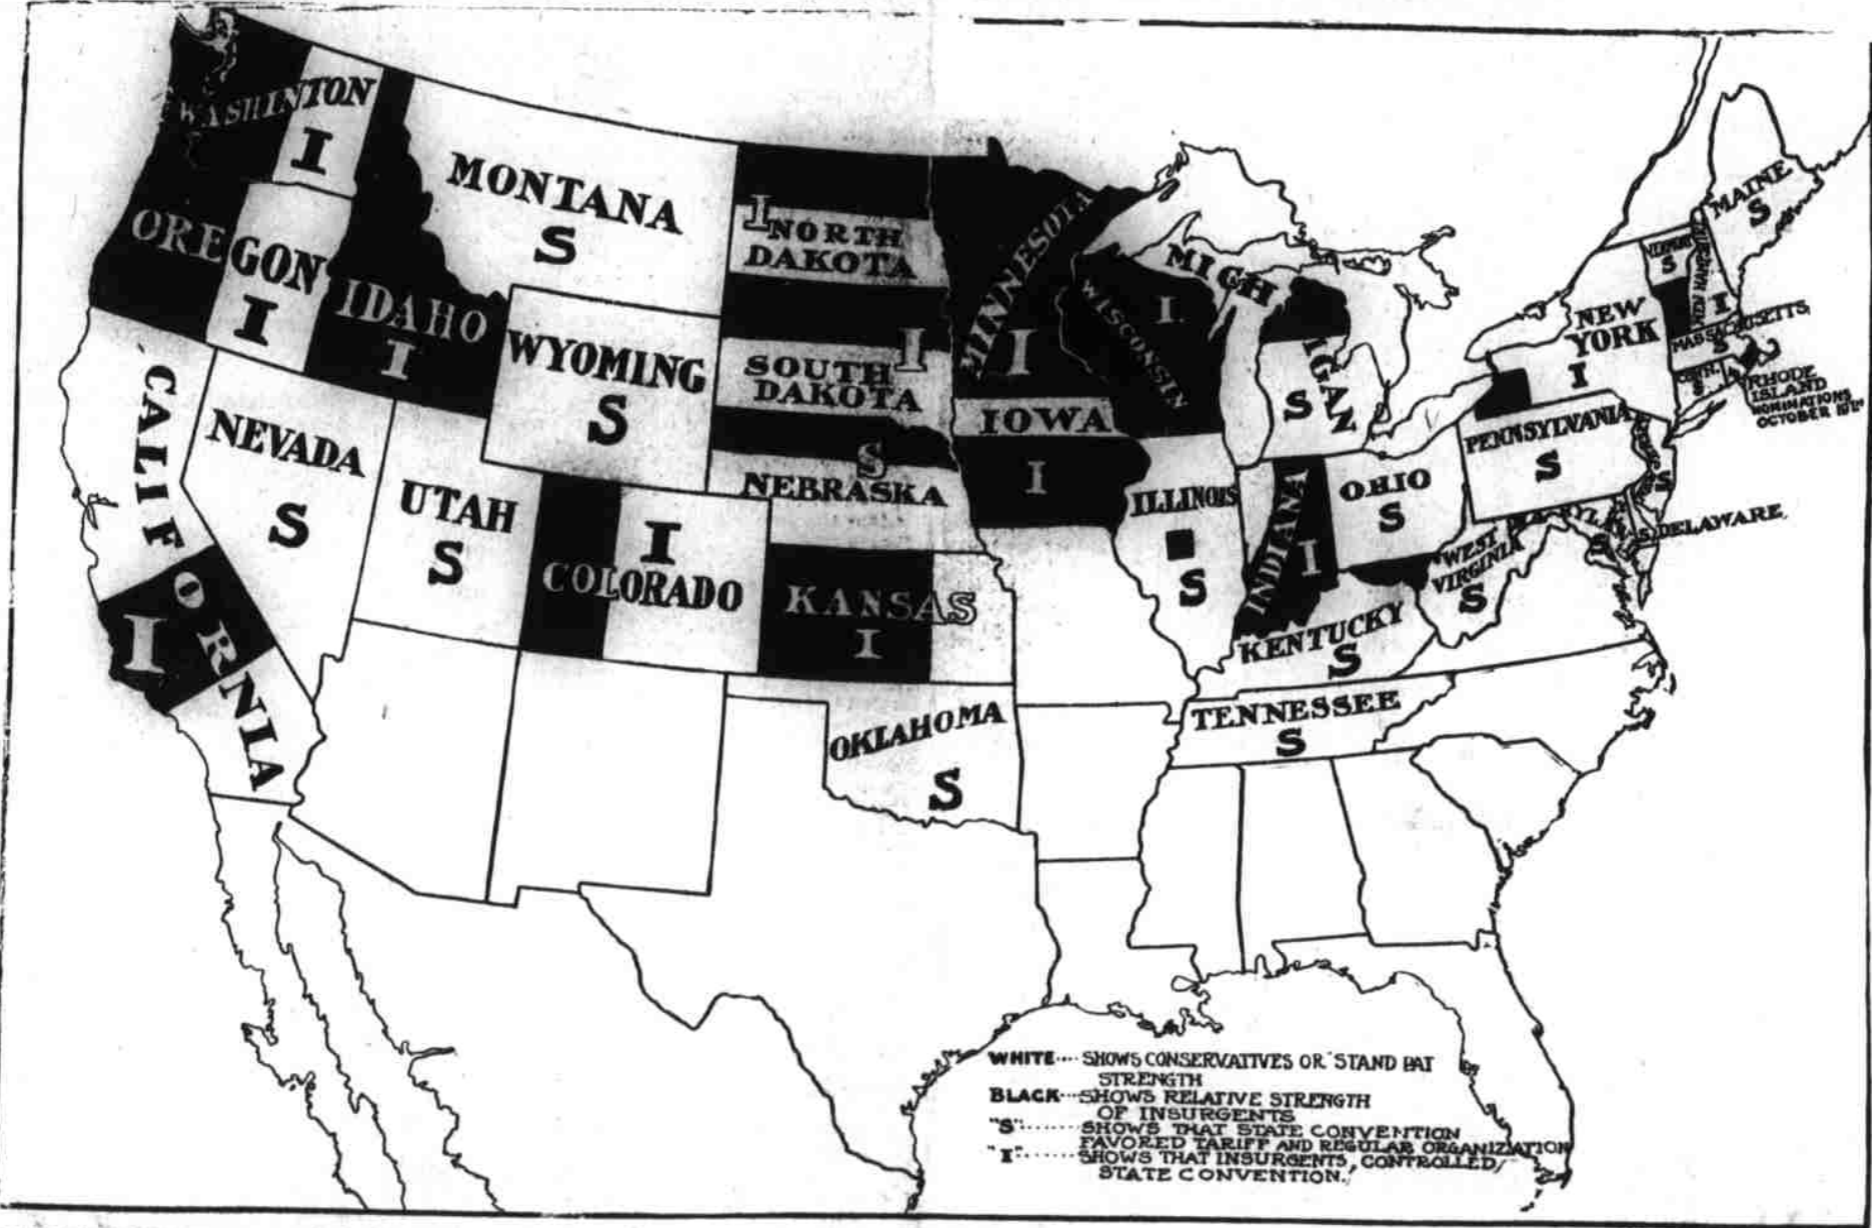 WASHINTON
I
MONTANA
S
I
NORTH
DAKOTA
MINNESOTA
I
WISCONSIN
I
MICH
IGAN
S
MAINE
S
VERMONT
S
NEW HAMPSHIRE
I
NEW
YORK
I
MASSACHUSETTS
S
CONN.
S
RHODE
ISLAND
NOMINATIONS
OCTOBER
OREGON
I
IDAHO
I
WYOMING
S
I
SOUTH
DAKOTA
IOWA
I
S
NEBRASKA
CALIFORNIA
I
NEVADA
S
UTAH
S
I
COLORADO
KANSAS
I
ILLINOIS
S
INDIANA
I
OHIO
S
PENNSYLVANIA
S
S
WEST
VIRGINIA
S
S. DELAWARE
KENTUCKY
S
TENNESSEE
S
OKLAHOMA
S
WHITE.... SHOWS CONSERVATIVES OR "STAND PAT
STRENGTH
BLACK...SHOWS RELATIVE STRENGTH
OF INSURGENTS
"S"....... SHOWS THAT STATE CONVENTION
FAVORED TARIFF AND REGULAR ORGANIZATION
"I"...... SHOWS THAT INSURGENTS, CONTROLLED
STATE CONVENTION.